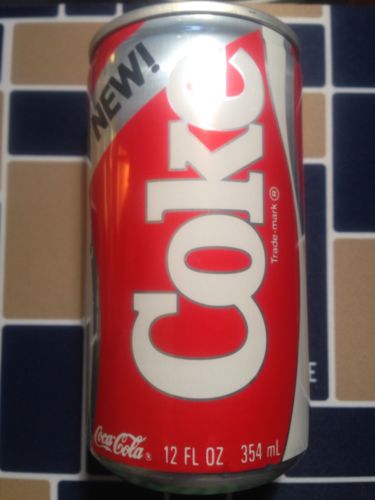 NEW!
Coke
Trade-mark ®
Coca-Cola ®
12 FL OZ 354 mL
E